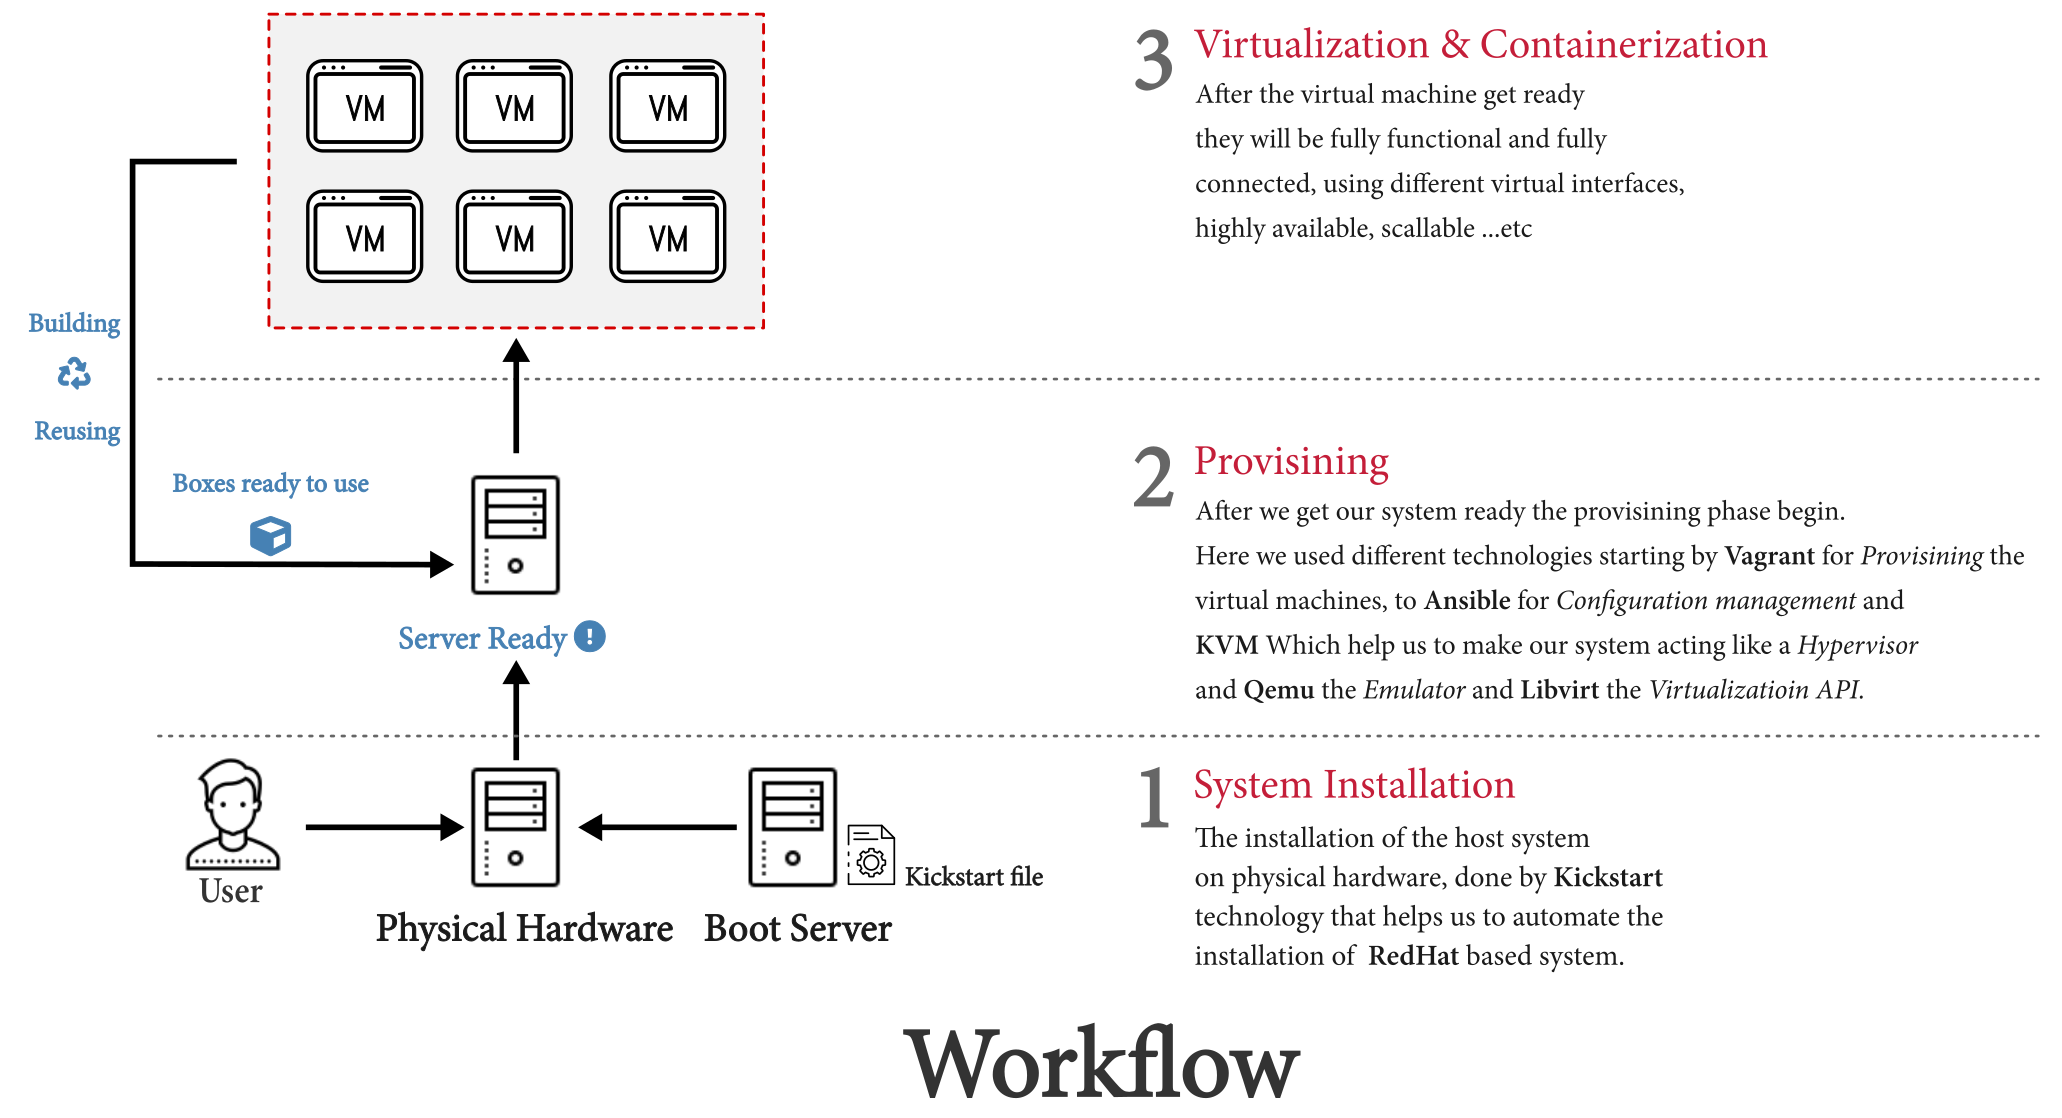 VM
VM
VM
VM
VM
VM
3
Virtualization & Containerization
After the virtual machine get ready
they will be fully functional and fully
connected, using different virtual interfaces,
highly available, scallable ...etc
Building
Reusing
Boxes ready to use
Server Ready
2
Provisining
After we get our system ready the provisining phase begin.
Here we used different technologies starting by Vagrant for Provisining the
virtual machines, to Ansible for Configuration management and
KVM Which help us to make our system acting like a Hypervisor
and Qemu the Emulator and Libvirt the Virtualizatioin API.
User
Physical Hardware
Boot Server
Kickstart file
1
System Installation
The installation of the host system
on physical hardware, done by Kickstart
technology that helps us to automate the
installation of RedHat based system.
Workflow